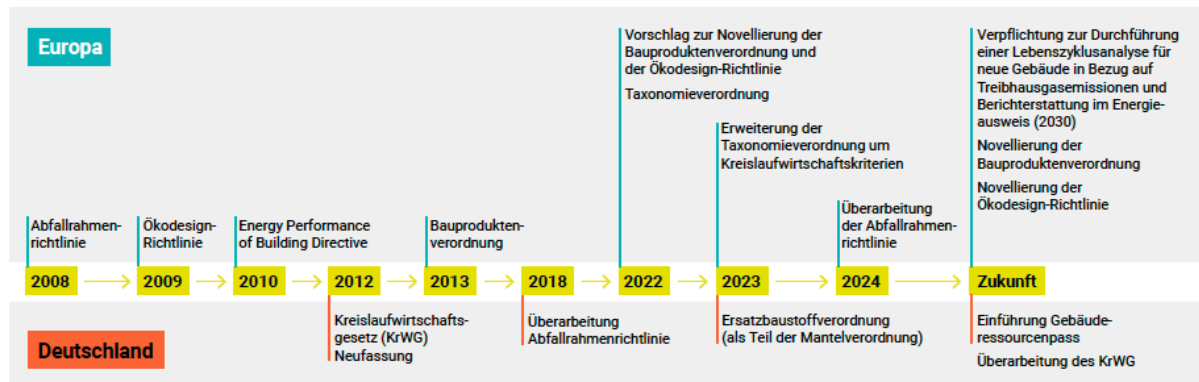 Europa
Vorschlag zur Novellierung der
Bauproduktenverordnung und
der Ökodesign-Richtlinie
Taxonomieverordnung
Verpflichtung zur Durchführung
einer Lebenszyklusanalyse für
neue Gebäude in Bezug auf
Treibhausgasemissionen und
Berichterstattung im Energie-
ausweis (2030)
Novellierung der
Bauproduktenverordnung
Novellierung der
Ökodesign-Richtlinie
Erweiterung der
Taxonomieverordnung um
Kreislaufwirtschaftskriterien
Abfallrahmen-
richtlinie
Ökodesign-
Richtlinie
Energy Performance
of Building Directive
Bauprodukten-
verordnung
Überarbeitung
der Abfallrahmen-
richtlinie
2008
2009
2010
2012
2013
2018
2022
2023
2024
Zukunft
Deutschland
Kreislaufwirtschafts-
gesetz (KrWG)
Neufassung
Überarbeitung
Abfallrahmenrichtlinie
Ersatzbaustoffverordnung
(als Teil der Mantelverordnung)
Einführung Gebäude-
ressourcenpass
Überarbeitung des KrWG